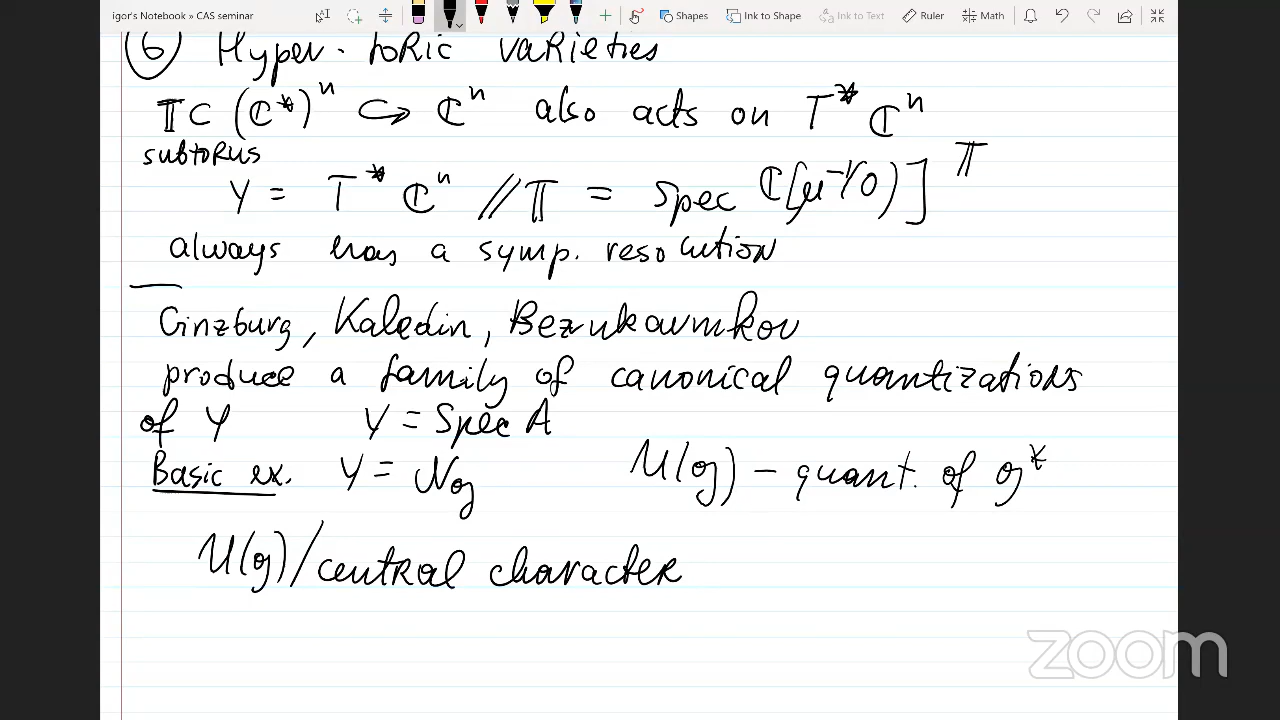 igor's Notebook » CAS seminar
Shapes Ink to Shape Ink to Text Ruler Math
⑥ Hyper-toric varieties
𝕋 ⊂ (ℂ*)ⁿ ↪ ℂⁿ also acts on T*ℂⁿ
subtorus
Y = T*ℂⁿ // 𝕋 = Spec ℂ[μ⁻¹(0)]^𝕋
always has a symp. resolution
Ginzburg, Kaledin, Bezrukavnikov
produce a family of canonical quantizations
of Y Y = Spec A
Basic ex. Y = N_g U(g) – quant. of g*
U(g)/central character
zoom